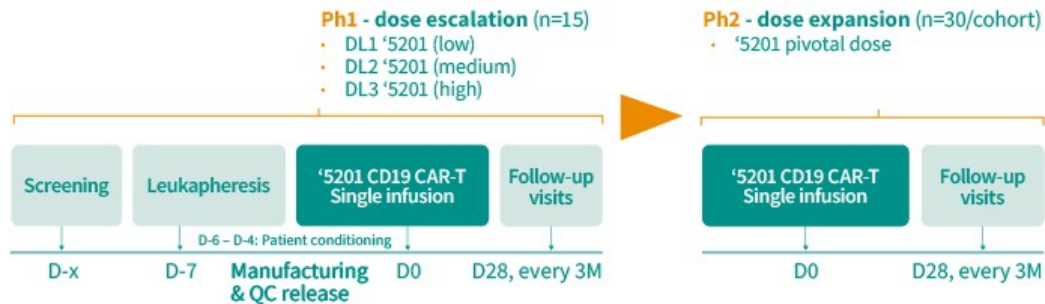 Ph1 - dose escalation (n=15)
· DL1 ‘5201 (low)
· DL2 ‘5201 (medium)
· DL3 ‘5201 (high)
Ph2 - dose expansion (n=30/cohort)
· ‘5201 pivotal dose
Screening
Leukapheresis
‘5201 CD19 CAR-T
Single infusion
Follow-up
visits
‘5201 CD19 CAR-T
Single infusion
Follow-up
visits
D-6 – D-4: Patient conditioning
D-x
D-7
Manufacturing
& QC release
D0
D28, every 3M
D0
D28, every 3M